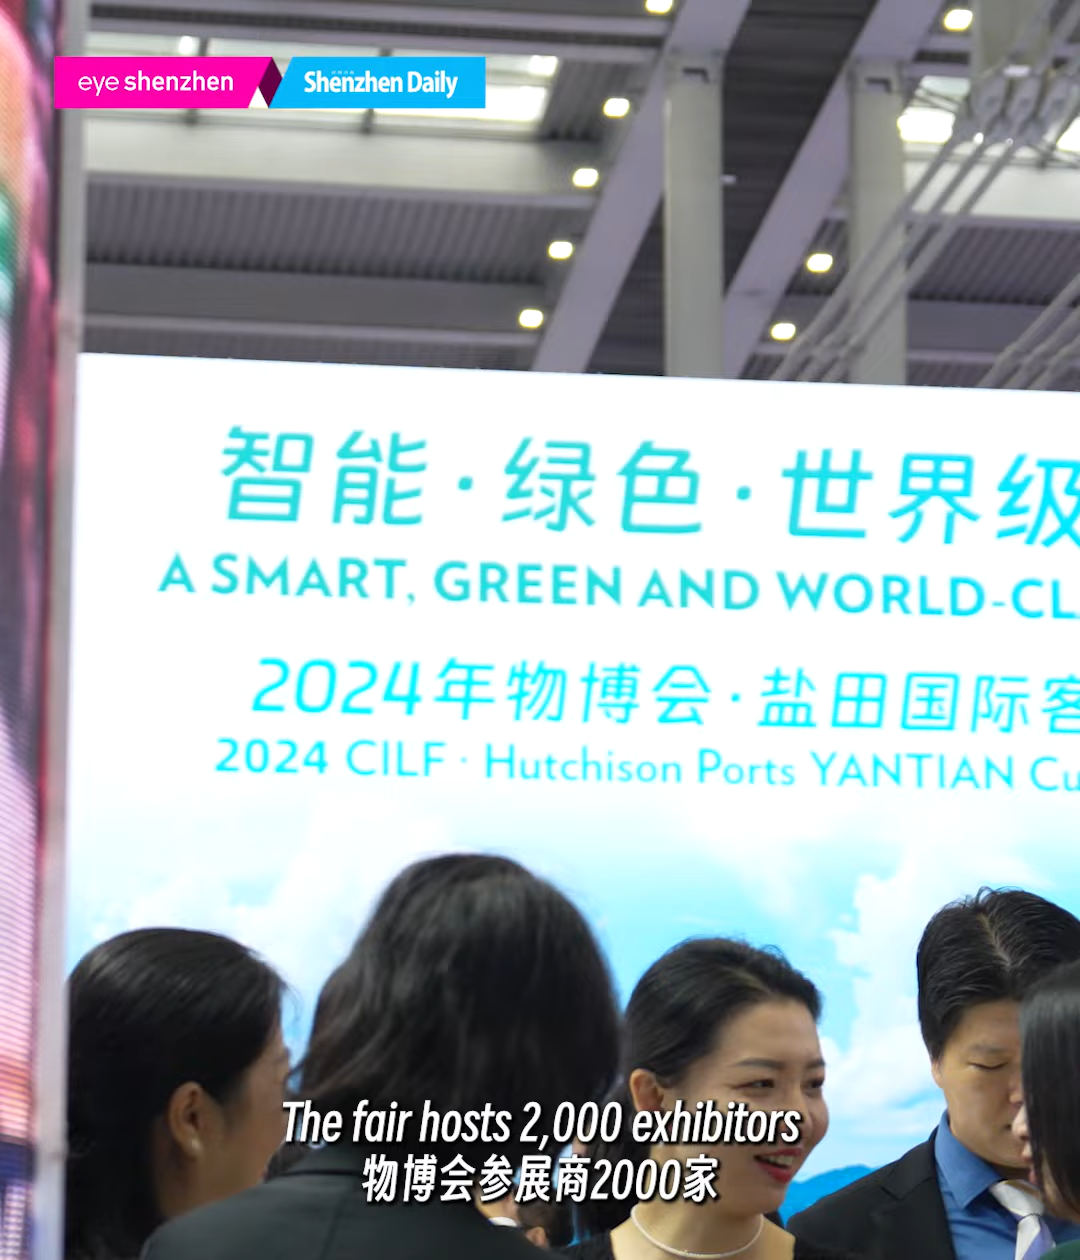 eye shenzhen
Shenzhen Daily
智能·绿色·世界级
A SMART, GREEN AND WORLD-CL
2024年物博会·盐田国际客
2024 CILF · Hutchison Ports YANTIAN Cu
The fair hosts 2,000 exhibitors
物博会参展商2000家